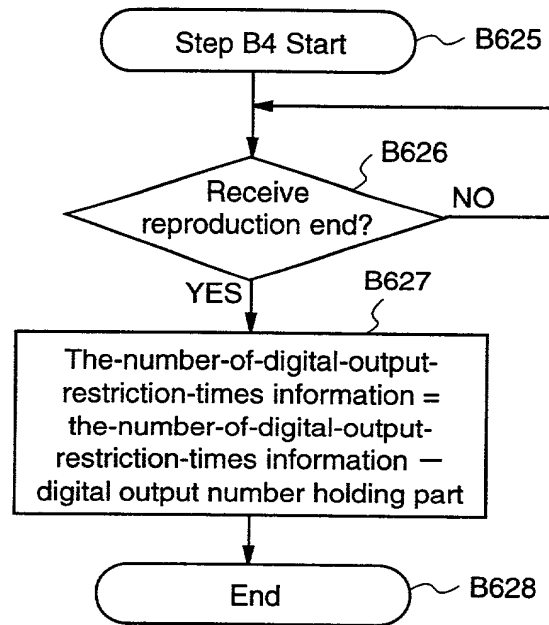 Step B4 Start
B625
B626
Receive
reproduction end?
NO
YES
B627
The-number-of-digital-output-
restriction-times information =
the-number-of-digital-output-
restriction-times information —
digital output number holding part
End
B628